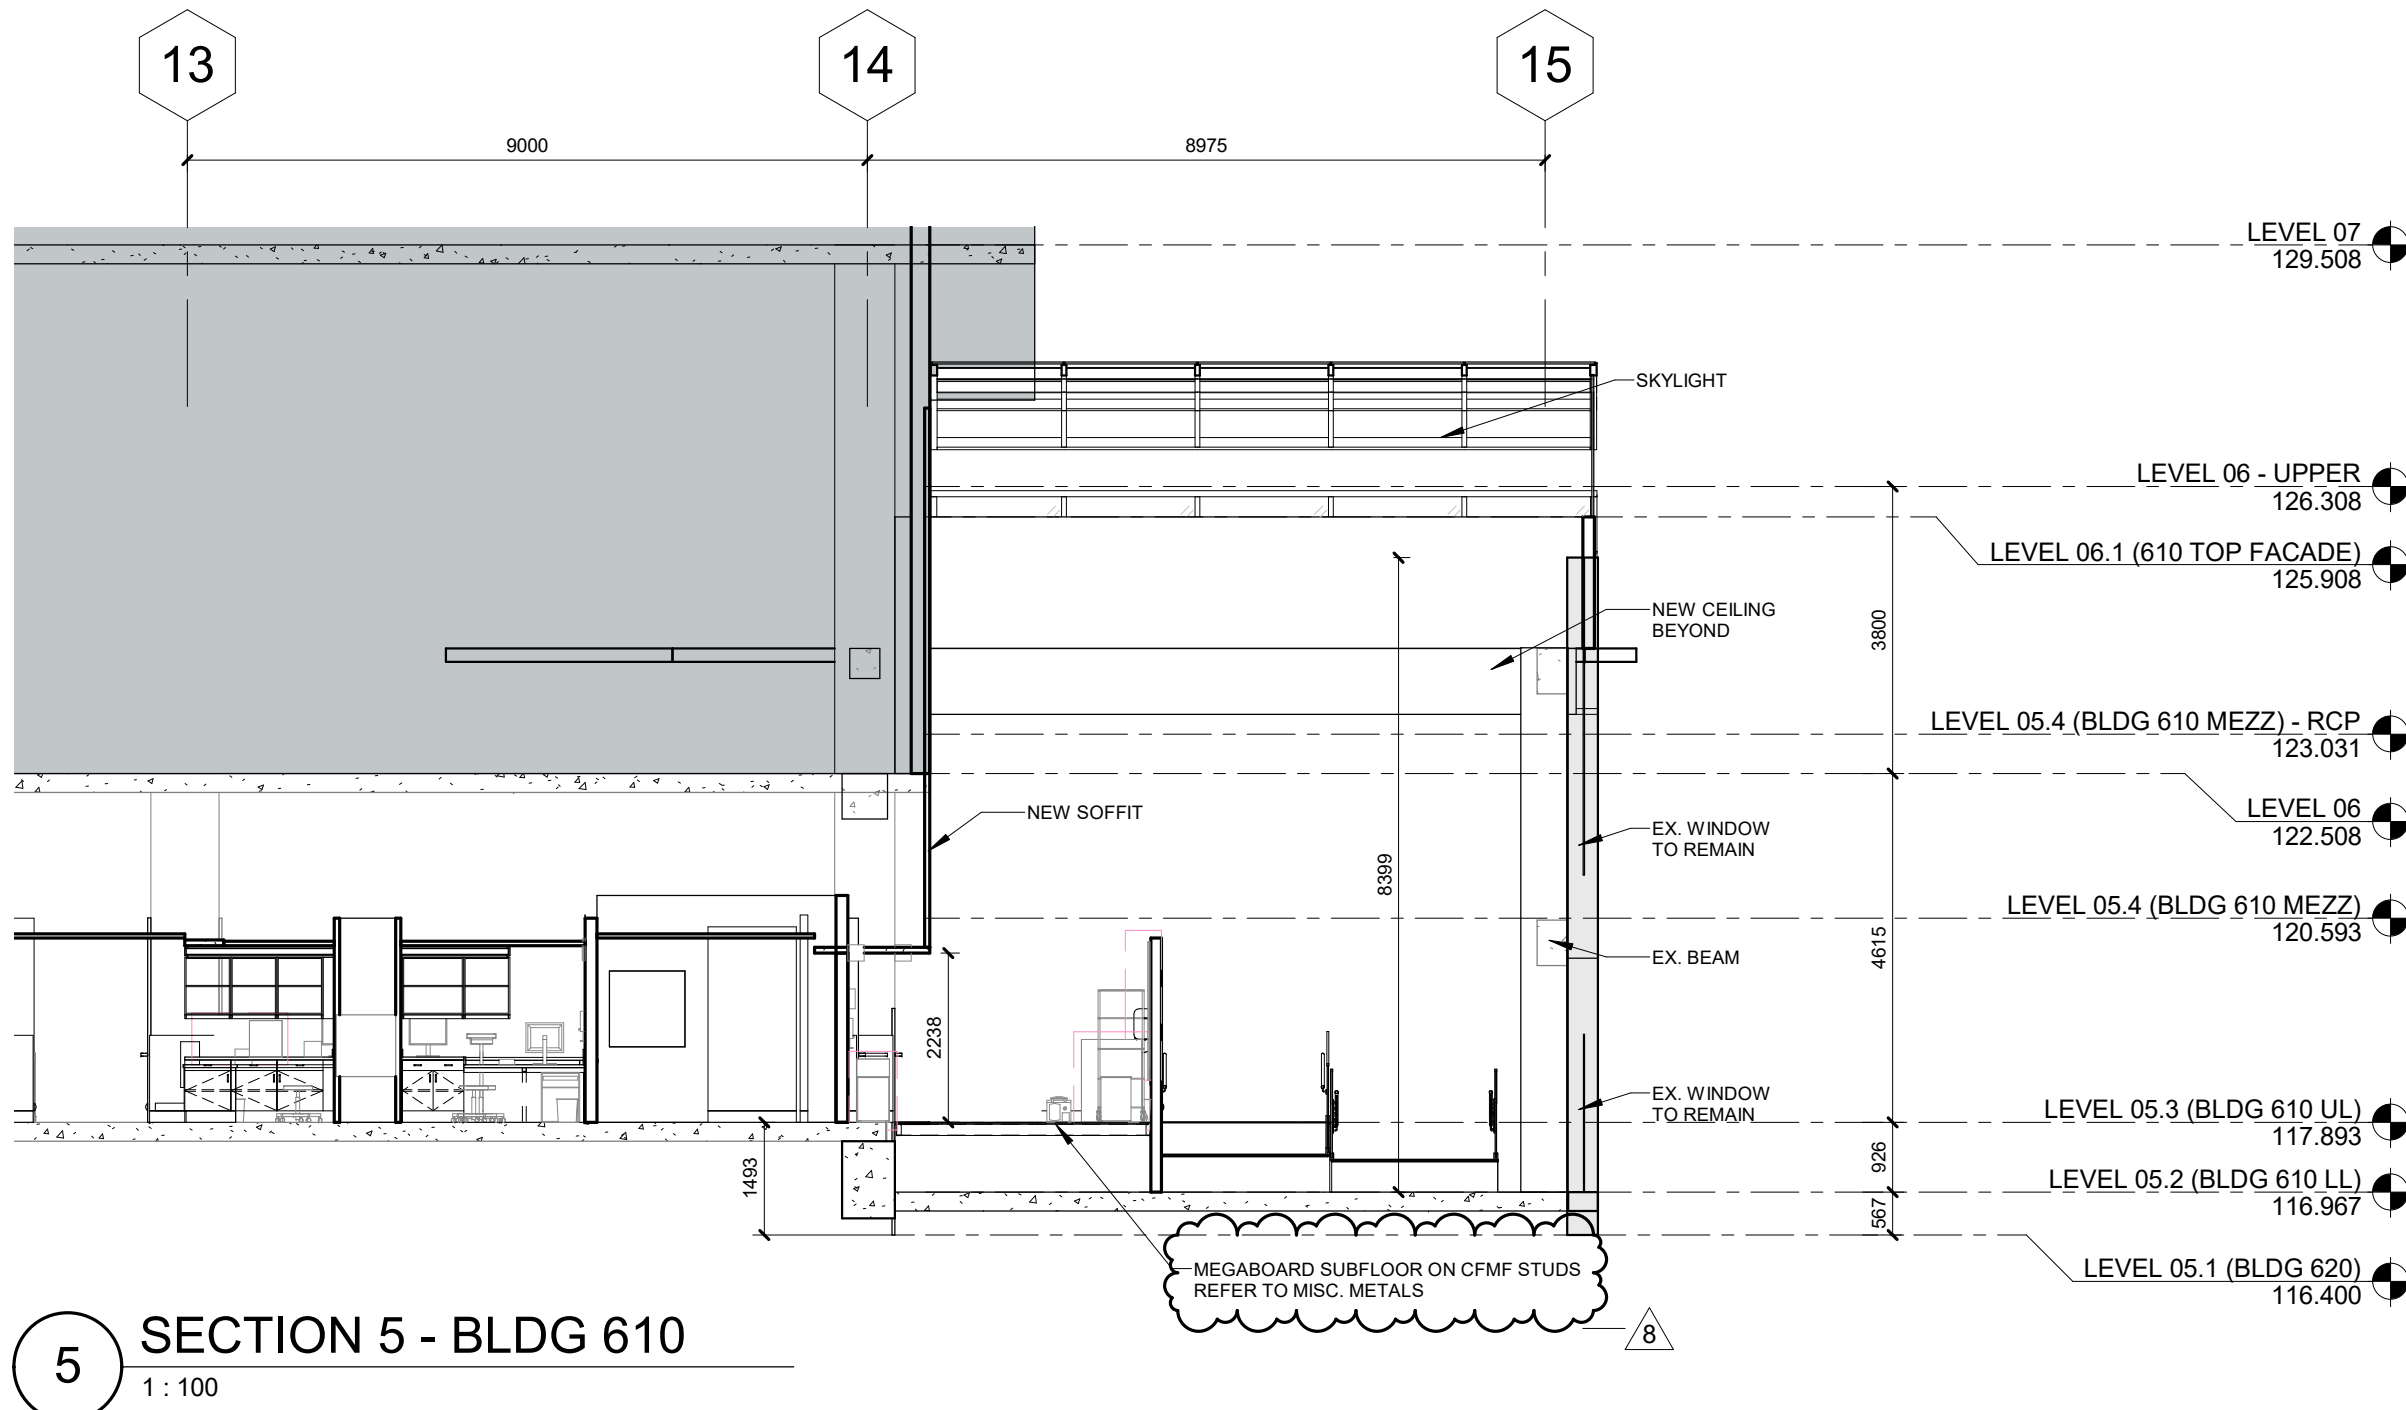 13
14
15
9000
8975
LEVEL 07
129.508
SKYLIGHT
LEVEL 06 - UPPER
126.308
LEVEL 06.1 (610 TOP FACADE)
125.908
NEW CEILING
BEYOND
3800
LEVEL 05.4 (BLDG 610 MEZZ) - RCP
123.031
LEVEL 06
122.508
NEW SOFFIT
EX. WINDOW
TO REMAIN
8399
LEVEL 05.4 (BLDG 610 MEZZ)
120.593
4615
EX. BEAM
2238
EX. WINDOW
TO REMAIN
LEVEL 05.3 (BLDG 610 UL)
117.893
1493
926
LEVEL 05.2 (BLDG 610 LL)
116.967
567
MEGABOARD SUBFLOOR ON CFMF STUDS
REFER TO MISC. METALS
LEVEL 05.1 (BLDG 620)
116.400
8
5
SECTION 5 - BLDG 610
1 : 100